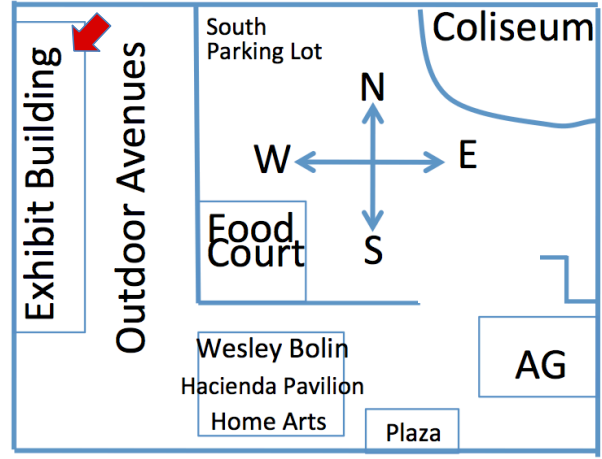 Exhibit Building
Outdoor Avenues
South
Parking Lot
Coliseum
N
W
E
S
Food
Court
Wesley Bolin
Hacienda Pavilion
Home Arts
Plaza
AG